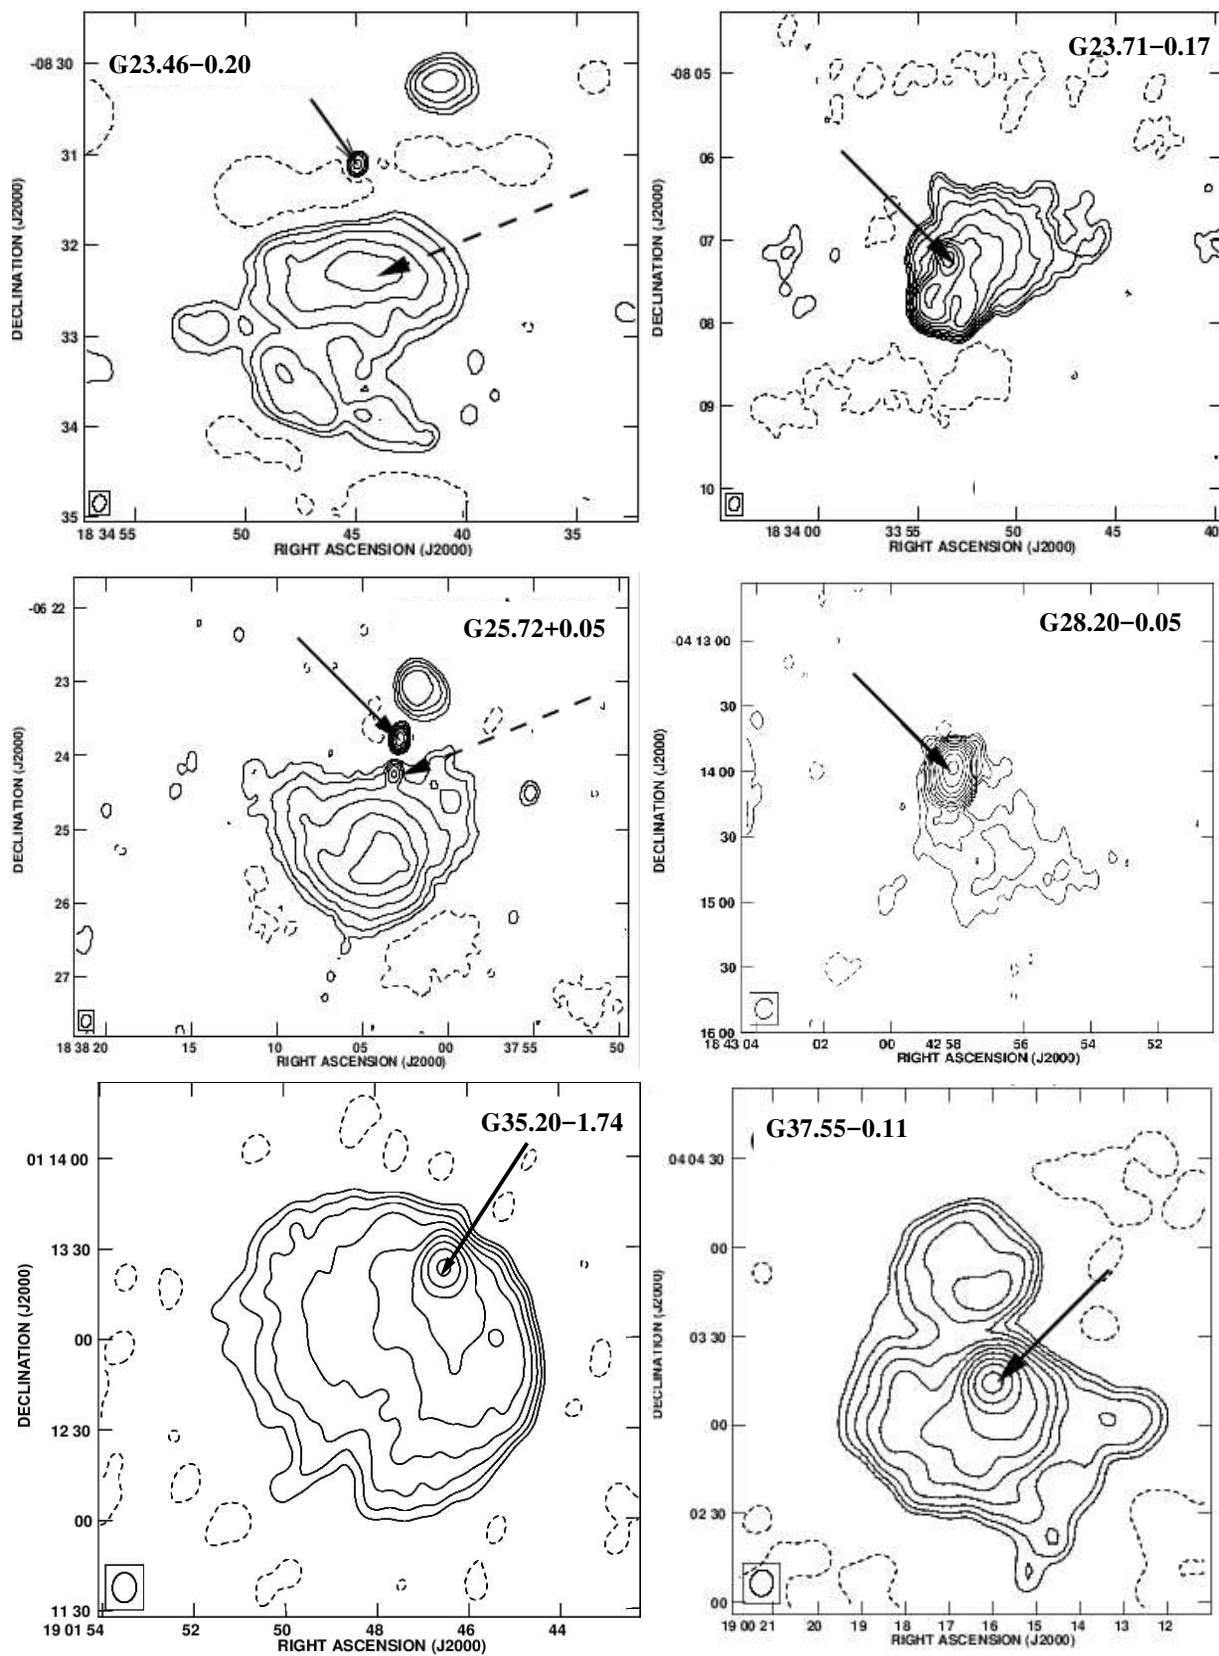 G23.46−0.20
-08 30
31
32
33
34
35
DECLINATION (J2000)
18 34 55
50
45
40
35
RIGHT ASCENSION (J2000)
G23.71−0.17
-08 05
06
07
08
09
10
DECLINATION (J2000)
18 34 00
33 55
50
45
40
RIGHT ASCENSION (J2000)
G25.72+0.05
-06 22
23
24
25
26
27
DECLINATION (J2000)
18 38 20
15
10
05
00
37 55
50
RIGHT ASCENSION (J2000)
G28.20−0.05
-04 13 00
30
14 00
30
15 00
30
16 00
DECLINATION (J2000)
18 43 04
02
00
42 58
56
54
52
RIGHT ASCENSION (J2000)
G35.20−1.74
01 14 00
13 30
00
12 30
00
11 30
DECLINATION (J2000)
19 01 54
52
50
48
46
44
RIGHT ASCENSION (J2000)
G37.55−0.11
04 04 30
00
03 30
00
02 30
00
DECLINATION (J2000)
19 00 21
20
19
18
17
16
15
14
13
12
RIGHT ASCENSION (J2000)